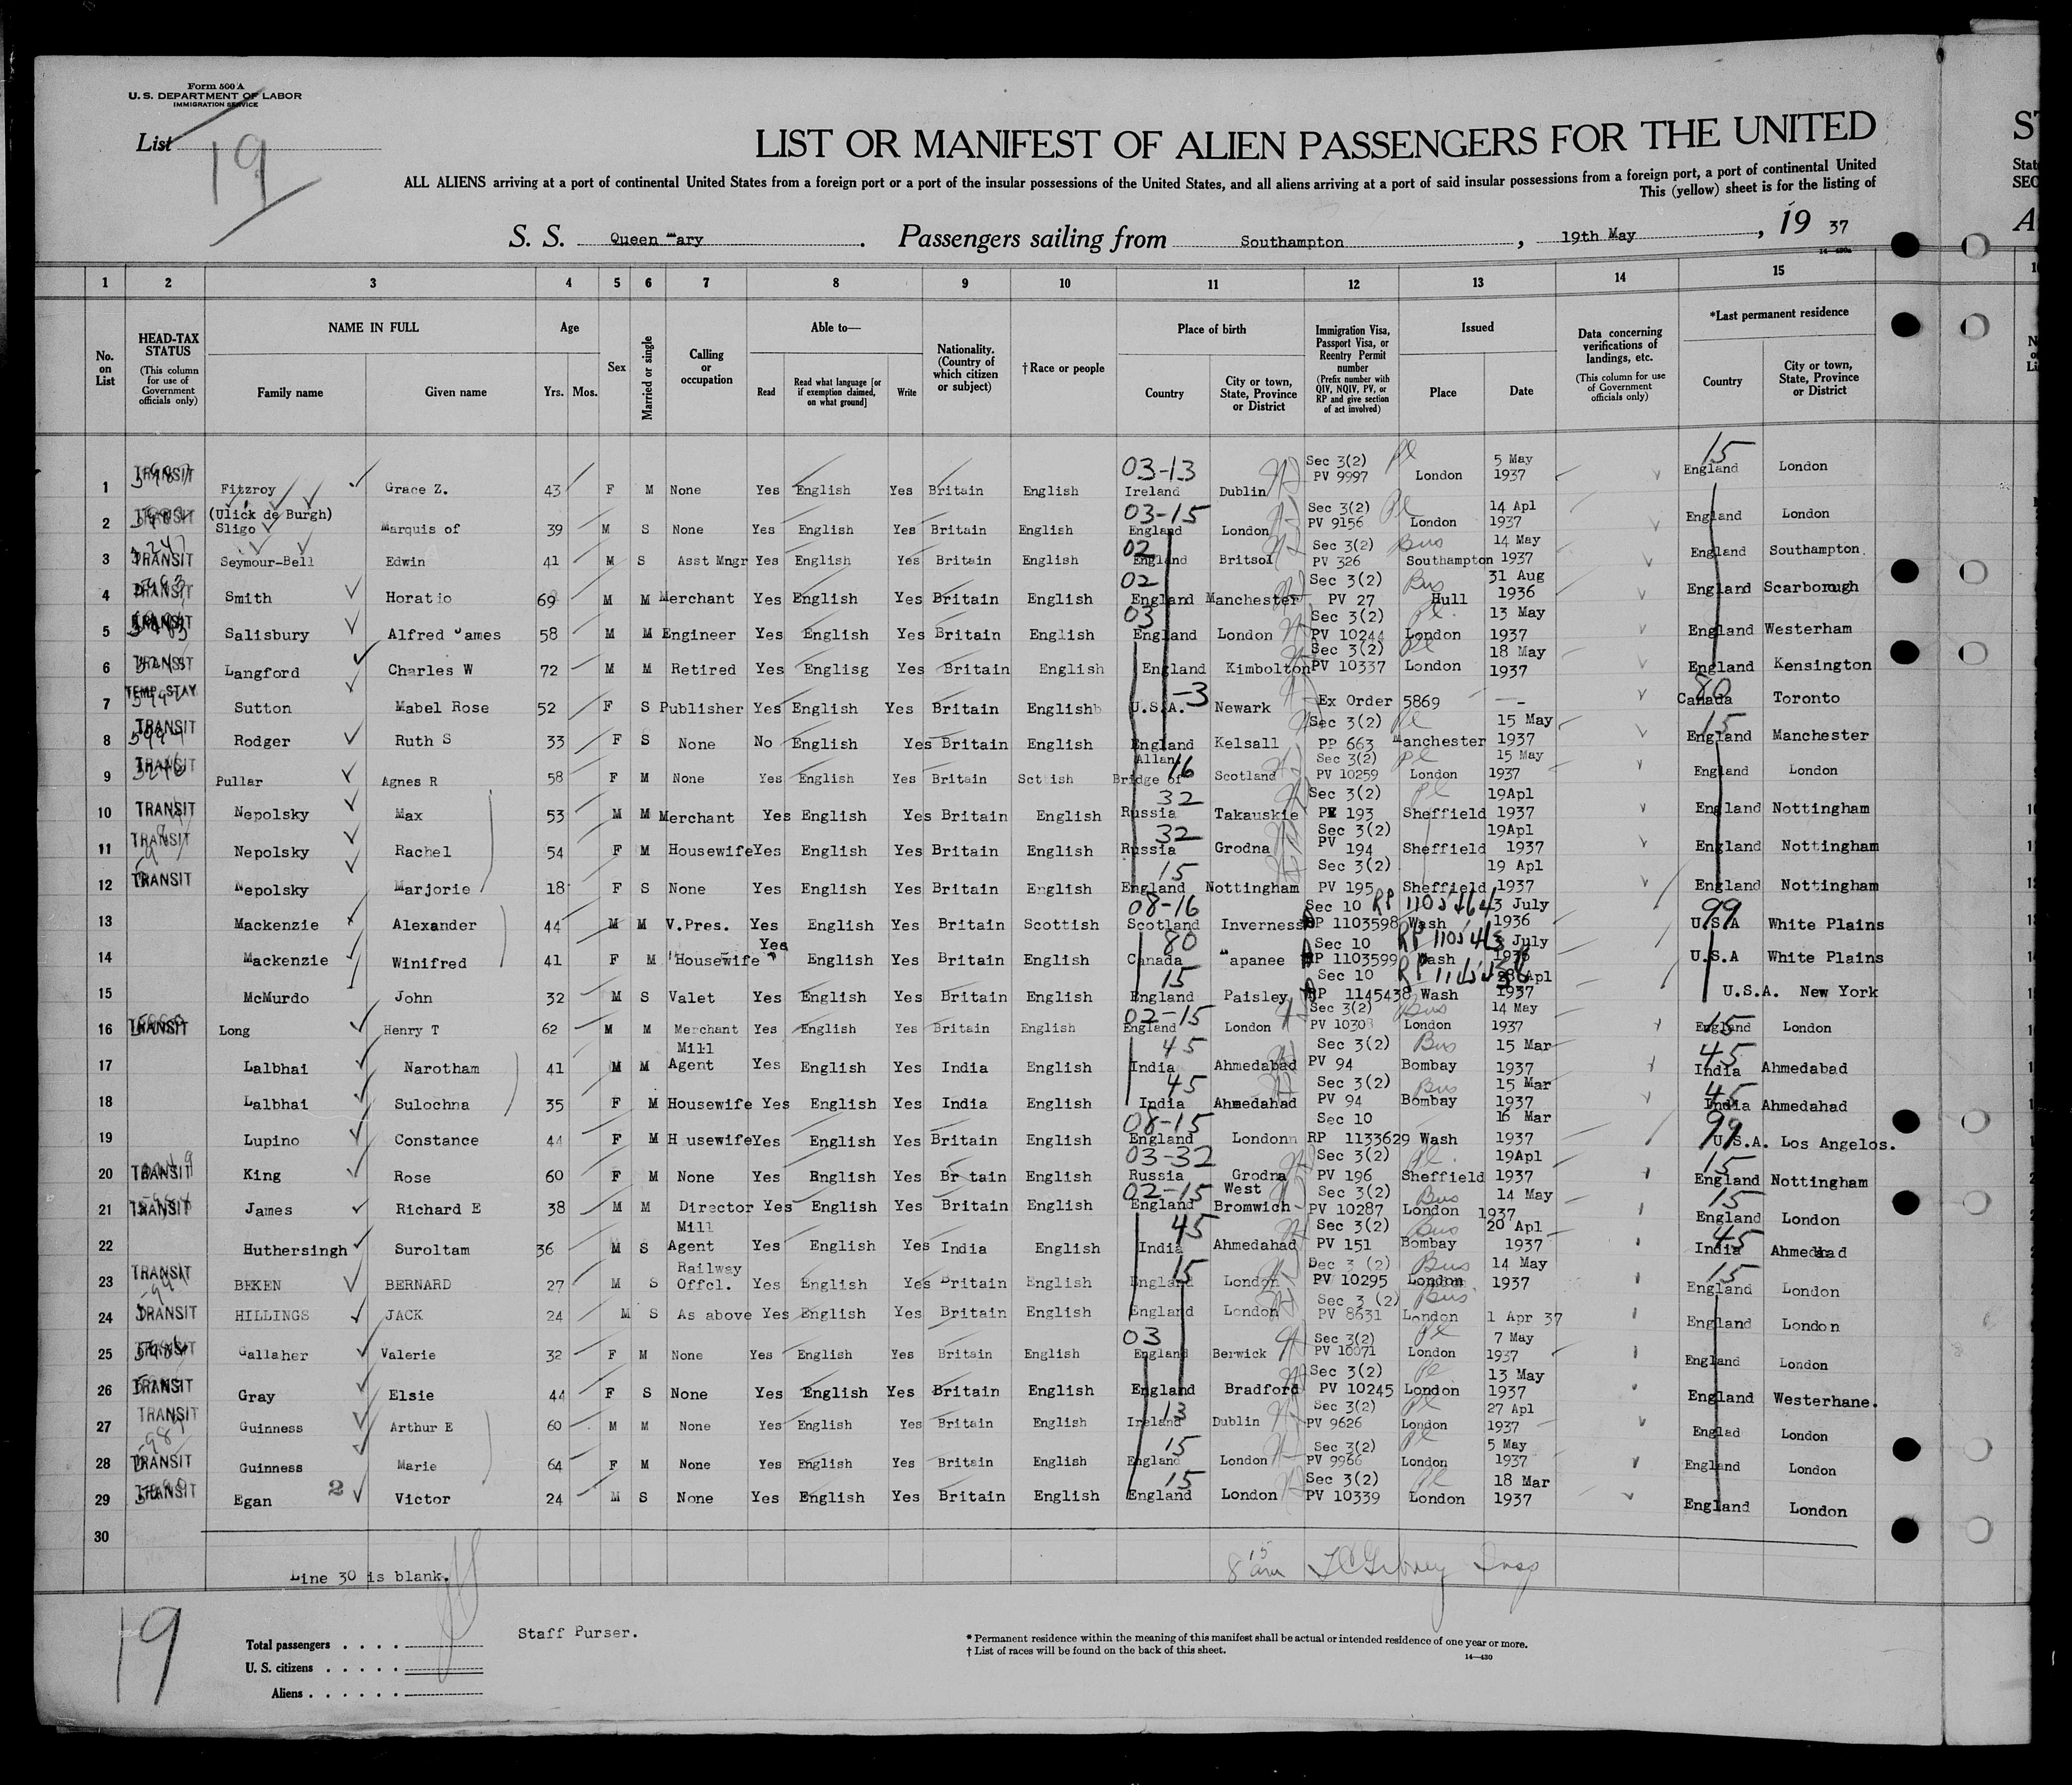 Form 500 A
U. S. DEPARTMENT OF LABOR
IMMIGRATION SERVICE
List 19
LIST OR MANIFEST OF ALIEN PASSENGERS FOR THE UNITED
ALL ALIENS arriving at a port of continental United States from a foreign port or a port of the insular possessions of the United States, and all aliens arriving at a port of said insular possessions from a foreign port, a port of continental United
This (yellow) sheet is for the listing of
S. S. Queen Mary. Passengers sailing from Southampton, 19th May, 19 37
1 2 3 4 5 6 7 8 9 10 11 12 13 14 15
No. on List
HEAD-TAX STATUS (This column for use of Government officials only)
NAME IN FULL Family name Given name
Age Yrs. Mos.
Sex
Married or single
Calling or occupation
Able to— Read Read what language [or if exemption claimed, on what ground] Write
Nationality. (Country of which citizen or subject)
†Race or people
Place of birth Country City or town, State, Province or District
Immigration Visa, Passport Visa, or Reentry Permit number (Prefix number with QIV, NQIV, PV, or RP and give section of act involved)
Issued Place Date
Data concerning verifications of landings, etc. (This column for use of Government officials only)
*Last permanent residence Country City or town, State, Province or District
1 TRANSIT Fitzroy Grace Z. 43 F M None Yes English Yes Britain English 03-13 Ireland Dublin Sec 3(2) PV 9997 London 5 May 1937 15 England London
2 TRANSIT (Ulick de Burgh) Sligo Marquis of 39 M S None Yes English Yes Britain English 03-15 England London Sec 3(2) PV 9156 London 14 Apl 1937 England London
3 TRANSIT Seymour-Bell Edwin 41 M S Asst Mngr Yes English Yes Britain English 02 England Britsol Sec 3(2) PV 326 Bus Southampton 14 May 1937 England Southampton.
4 TRANSIT Smith Horatio 69 M M Merchant Yes English Yes Britain English 02 England Manchester Sec 3(2) PV 27 Bus Hull 31 Aug 1936 England Scarborough
5 TRANSIT Salisbury Alfred James 58 M M Engineer Yes English Yes Britain English 03 England London Sec 3(2) PV 10244 London 13 May 1937 England Westerham
6 TRANSIT Langford Charles W 72 M M Retired Yes Englisg Yes Britain English England Kimbolton Sec 3(2) PV 10337 London 18 May 1937 England Kensington
7 TEMP. STAY Sutton Mabel Rose 52 F S Publisher Yes English Yes Britain English U.S.A. -3 Newark Ex Order 5869 80 Canada Toronto
8 TRANSIT Rodger Ruth S 33 F S None No English Yes Britain English England Kelsall Sec 3(2) PP 663 Manchester 15 May 1937 15 England Manchester
9 TRANSIT Pullar Agnes R 58 F M None Yes English Yes Britain Sctish Allan Bridge of 16 Scotland Sec 3(2) PV 10259 London 15 May 1937 England London
10 TRANSIT Nepolsky Max 53 M M Merchant Yes English Yes Britain English 32 Russia Takauskie Sec 3(2) PV 193 Sheffield 19Apl 1937 England Nottingham
11 TRANSIT Nepolsky Rachel 54 F M Housewife Yes English Yes Britain English 32 Russia Grodna Sec 3(2) PV 194 Sheffield 19Apl 1937 England Nottingham
12 TRANSIT Nepolsky Marjorie 18 F S None Yes English Yes Britain English 15 England Nottingham Sec 3(2) PV 195 Sheffield 19 Apl 1937 England Nottingham
13 Mackenzie Alexander 44 M M V.Pres. Yes English Yes Britain Scottish 08-16 Scotland Inverness Sec 10 RP 1103598 Wash 3 July 1936 99 U.S.A White Plains
14 Mackenzie Winifred 41 F M Housewife Yes English Yes Britain English 80 Canada Napanee Sec 10 RP 1103599 Wash 3 July 1936 U.S.A White Plains
15 McMurdo John 32 M S Valet Yes English Yes Britain English 15 England Paisley Sec 10 RP 1145438 Wash 28 Apl 1937 U.S.A. New York
16 TRANSIT Long Henry T 62 M M Merchant Yes English Yes Britain English 02-15 England London Sec 3(2) PV 10308 Bus London 14 May 1937 15 England London
17 Lalbhai Narotham 41 M M Mill Agent Yes English Yes India English 45 India Ahmedabad Sec 3(2) PV 94 Bus Bombay 15 Mar 1937 45 India Ahmedabad
18 Lalbhai Sulochna 35 F M Housewife Yes English Yes India English 45 India Ahmedahad Sec 3(2) PV 94 Bus Bombay 15 Mar 1937 45 India Ahmedahad
19 Lupino Constance 44 F M H usewife Yes English Yes Britain English 08-15 England London Sec 10 RP 1133629 Wash 16 Mar 1937 99 U.S.A. Los Angelos.
20 TRANSIT King Rose 60 F M None Yes English Yes Br tain English 03-32 Russia Grodna Sec 3(2) PV 196 Sheffield 19Apl 1937 15 England Nottingham
21 TRANSIT James Richard E 38 M M Director Yes English Yes Britain English 02-15 England West Bromwich Sec 3(2) PV 10287 Bus London 14 May 1937 15 England London
22 Huthersingh Suroltam 36 M S Mill Agent Yes English Yes India English 45 India Ahmedahad Sec 3(2) PV 151 Bus Bombay 20 Apl 1937 45 India
23 TRANSIT BEKEN BERNARD 27 M S Railway Offcl. Yes English Yes Britain English 15 England London Dec 3 (2) PV 10295 Bus London 14 May 1937 15 England London
24 TRANSIT HILLINGS JACK 24 M S As above Yes English Yes Britain English England London Sec 3 (2) PV 8631 Bus London 1 Apr 37 England London
25 TRANSIT Gallaher Valerie 32 F M None Yes English Yes Britain English 03 England Berwick Sec 3(2) PV 10071 London 7 May 1937 England London
26 TRANSIT Gray Elsie 44 F S None Yes English Yes Britain English England Bradford Sec 3(2) PV 10245 London 13 May 1937 England Westerhane.
27 TRANSIT Guinness Arthur E 60 M M None Yes English Yes Britain English 13 Ireland Dublin Sec 3(2) PV 9626 London 27 Apl 1937 Englad London
28 TRANSIT Guinness Marie 64 F M None Yes English Yes Britain English 15 England London Sec 3(2) PV 9966 London 5 May 1937 England London
29 TRANSIT Egan 2 Victor 24 M S None Yes English Yes Britain English 15 England London Sec 3(2) PV 10339 London 18 Mar 1937 England London
30
Line 30 is blank.
8 15 am
19
Total passengers . . . .
U. S. citizens . . . . .
Aliens . . . . . .
Staff Purser.
* Permanent residence within the meaning of this manifest shall be actual or intended residence of one year or more.
† List of races will be found on the back of this sheet.
14—430